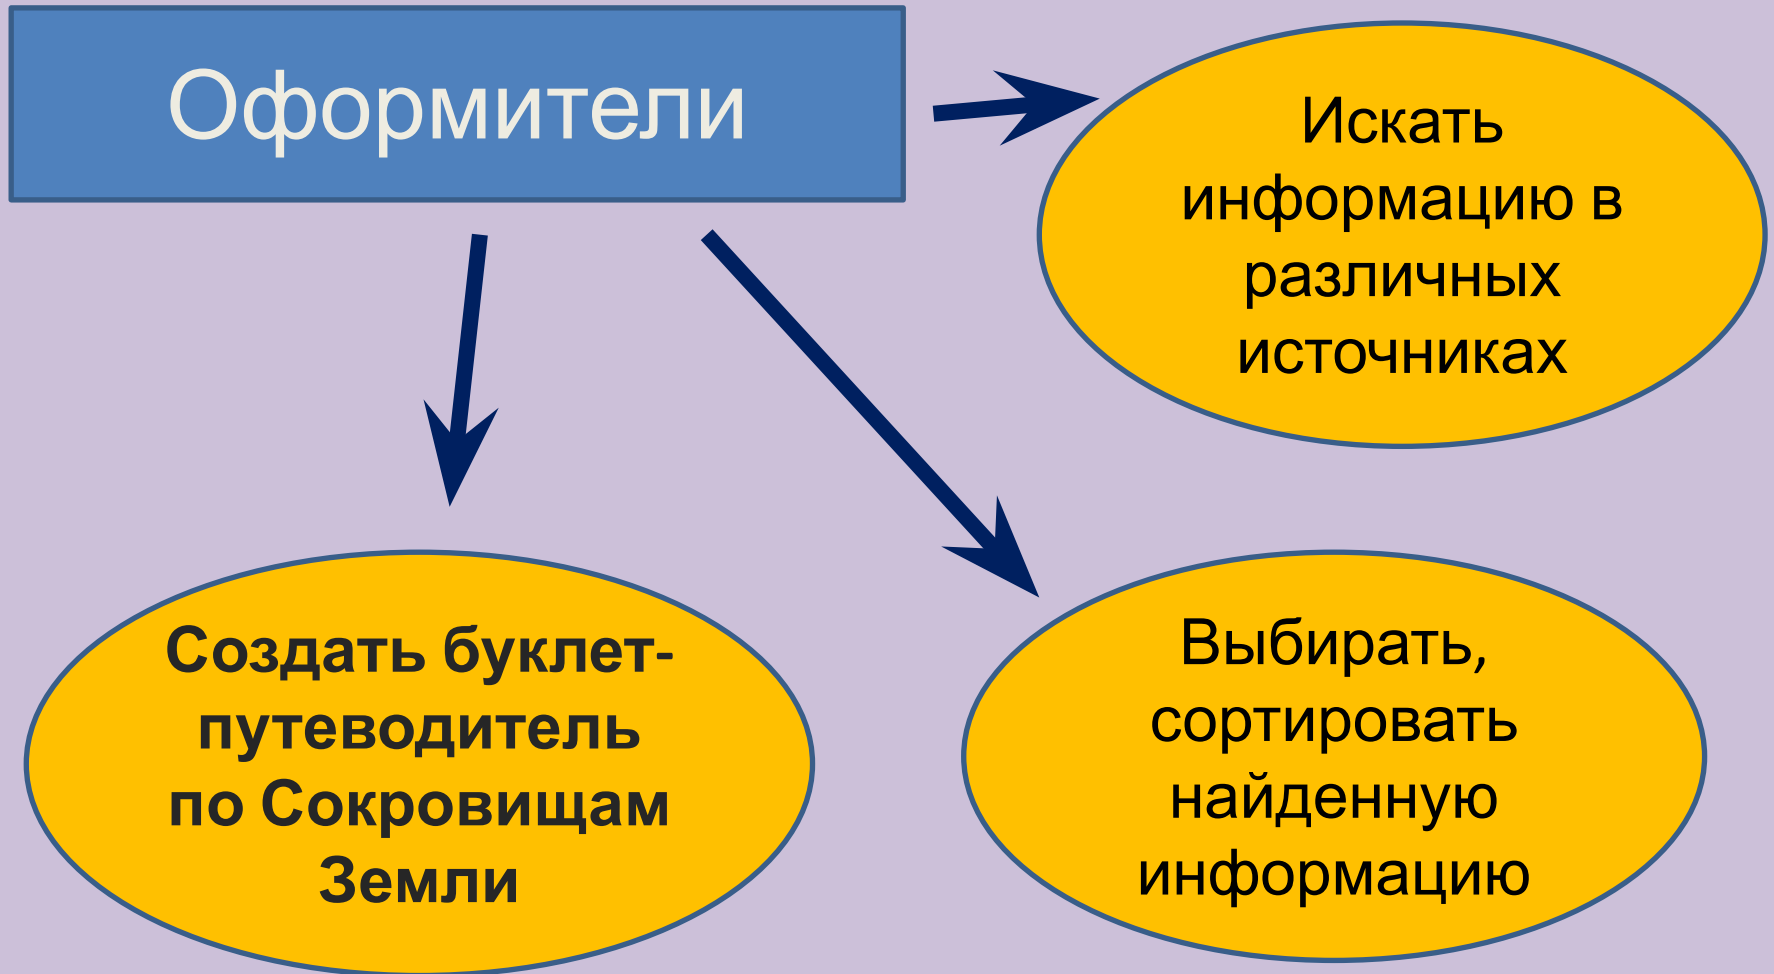 Оформители
Искать
информацию в
различных
источниках
Создать буклет-
путеводитель
по Сокровищам
Земли
Выбирать,
сортировать
найденную
информацию